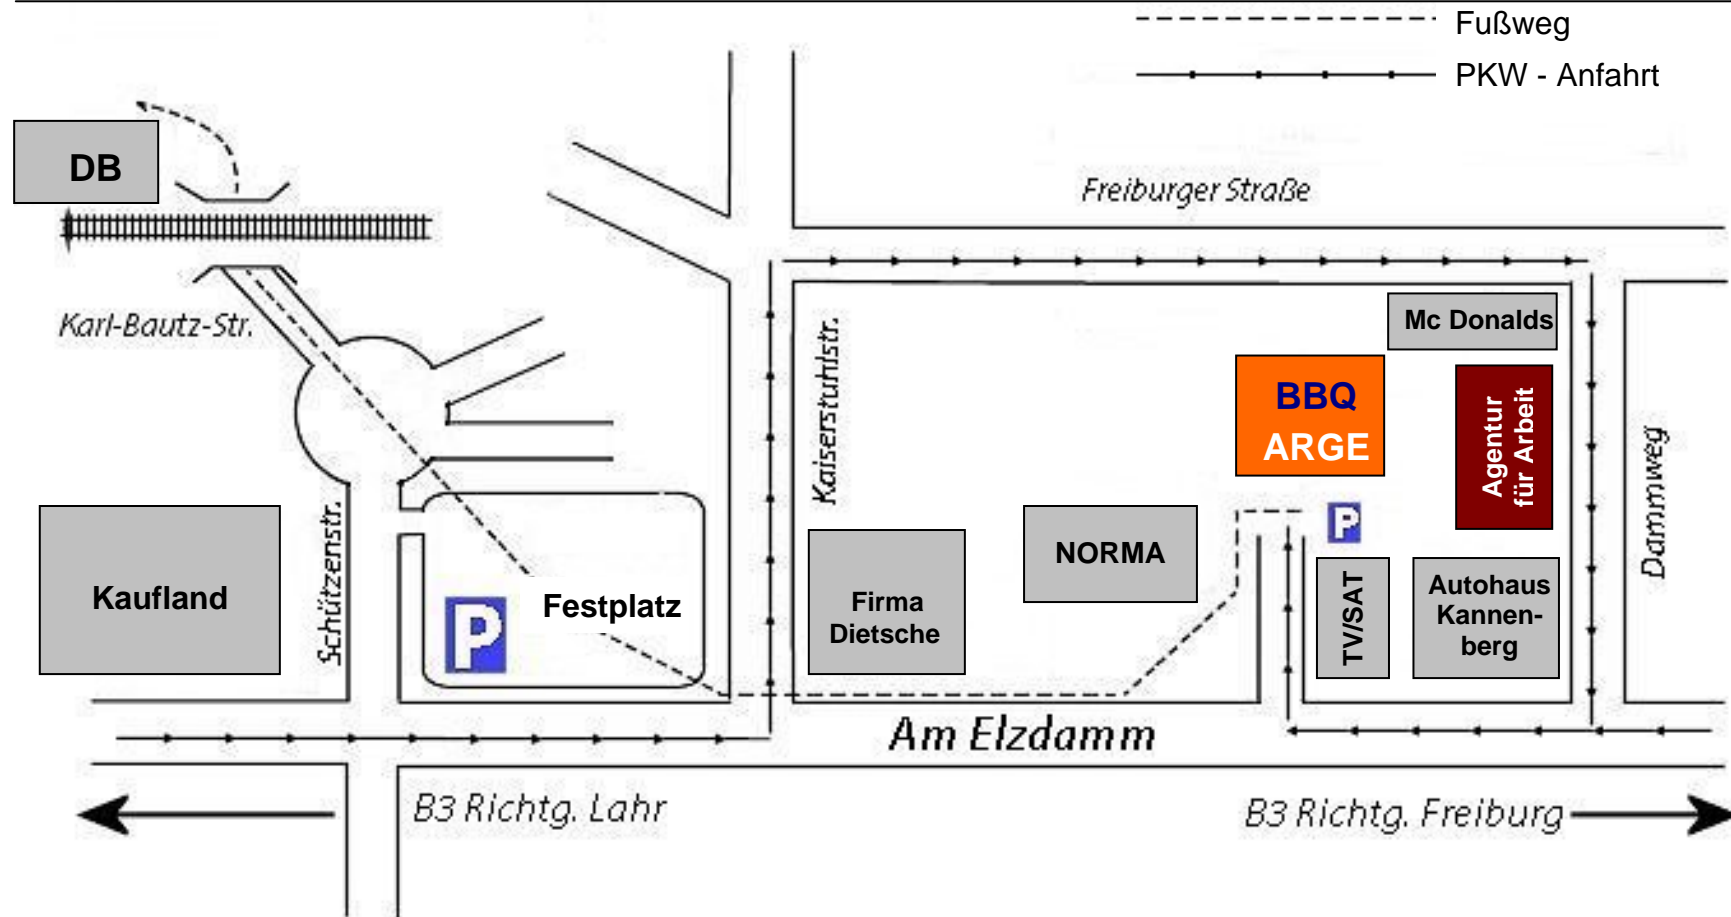 Fußweg
PKW - Anfahrt
DB
Freiburger Straße
Karl-Bautz-Str.
Mc Donalds
Kaiserstuhlstr.
BBQ
ARGE
Agentur
für Arbeit
Dammweg
Schützenstr.
P
NORMA
Kaufland
Festplatz
P
Firma
Dietsche
TV/SAT
Autohaus
Kannen-
berg
Am Elzdamm
B3 Richtg. Lahr
B3 Richtg. Freiburg